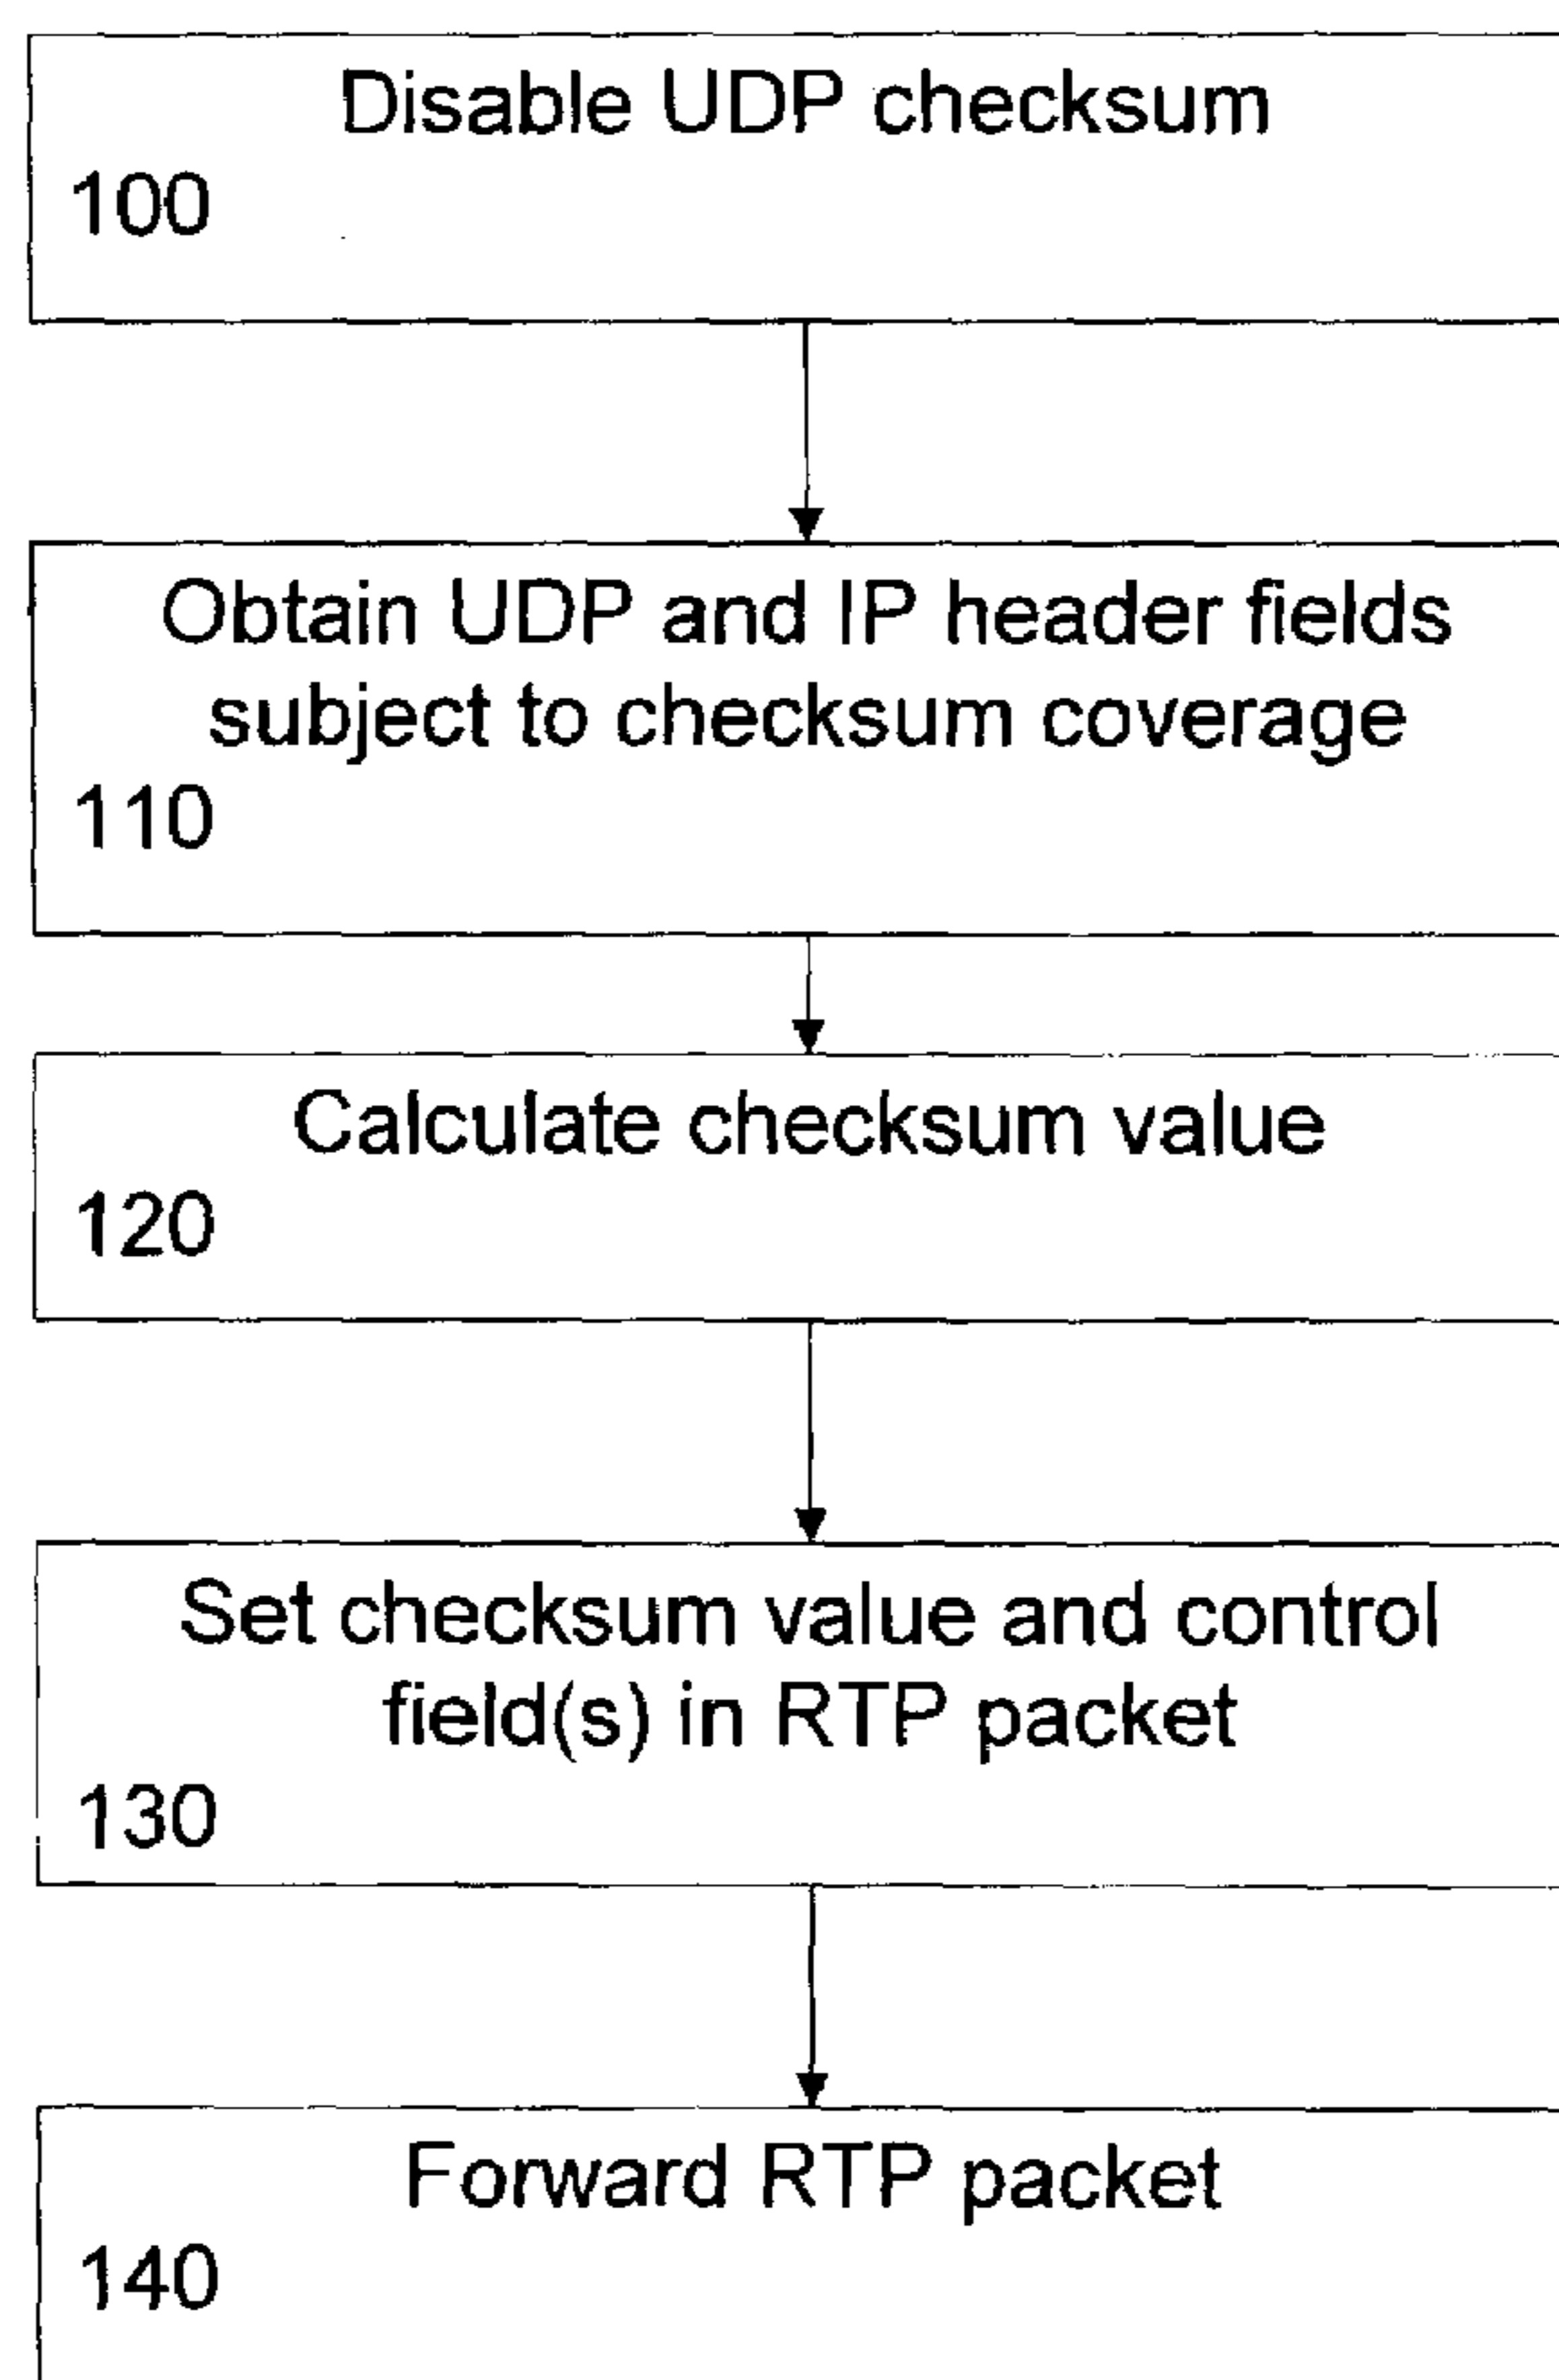 Disable UDP checksum
100
Obtain UDP and IP header fields
subject to checksum coverage
110
Calculate checksum value
120
Set checksum value and control
field(s) in RTP packet
130
Forward RTP packet
140